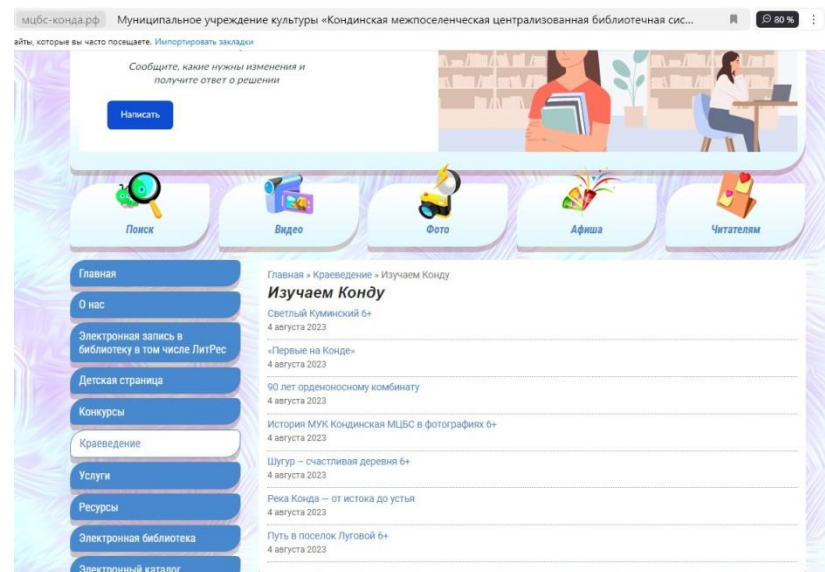 мцбс-конда.рф Муниципальное учреждение культуры «Кондинская межпоселенческая централизованная библиотечная сис... 80 %
айты, которые вы часто посещаете. Импортировать закладки
Сообщите, какие нужны изменения и
получите ответ о решении
Написать
Поиск Видео Фото Афиша Читателям
Главная
О нас
Электронная запись в
библиотеку в том числе ЛитРес
Детская страница
Конкурсы
Краеведение
Услуги
Ресурсы
Электронная библиотека
Электронный каталог
Главная » Краеведение » Изучаем Конду
Изучаем Конду
Светлый Куминский 6+
4 августа 2023
«Первые на Конде»
4 августа 2023
90 лет орденоносному комбинату
4 августа 2023
История МУК Кондинская МЦБС в фотографиях 6+
4 августа 2023
Шугур – счастливая деревня 6+
4 августа 2023
Река Конда — от истока до устья
4 августа 2023
Путь в поселок Луговой 6+
4 августа 2023